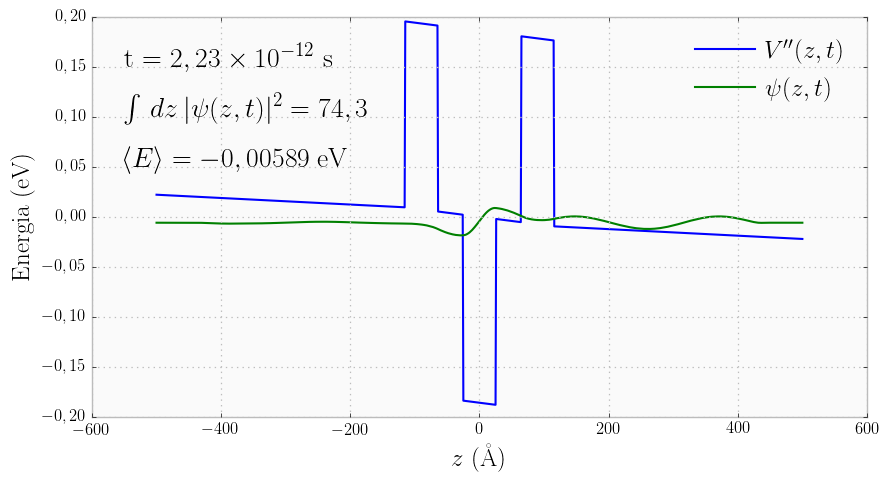 0,20
0,15
0,10
0,05
0,00
−0,05
−0,10
−0,15
−0,20
Energia (eV)
t = 2,23 × 10⁻¹² s
∫ dz |ψ(z, t)|² = 74,3
⟨E⟩ = −0,00589 eV
V″(z, t)
ψ(z, t)
−600 −400 −200 0 200 400 600
z (Å)